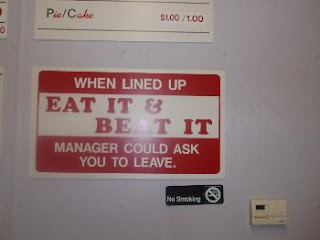 Pie/Cake $1.00/1.00
WHEN LINED UP
EAT IT &
BEAT IT
MANAGER COULD ASK
YOU TO LEAVE.
No Smoking